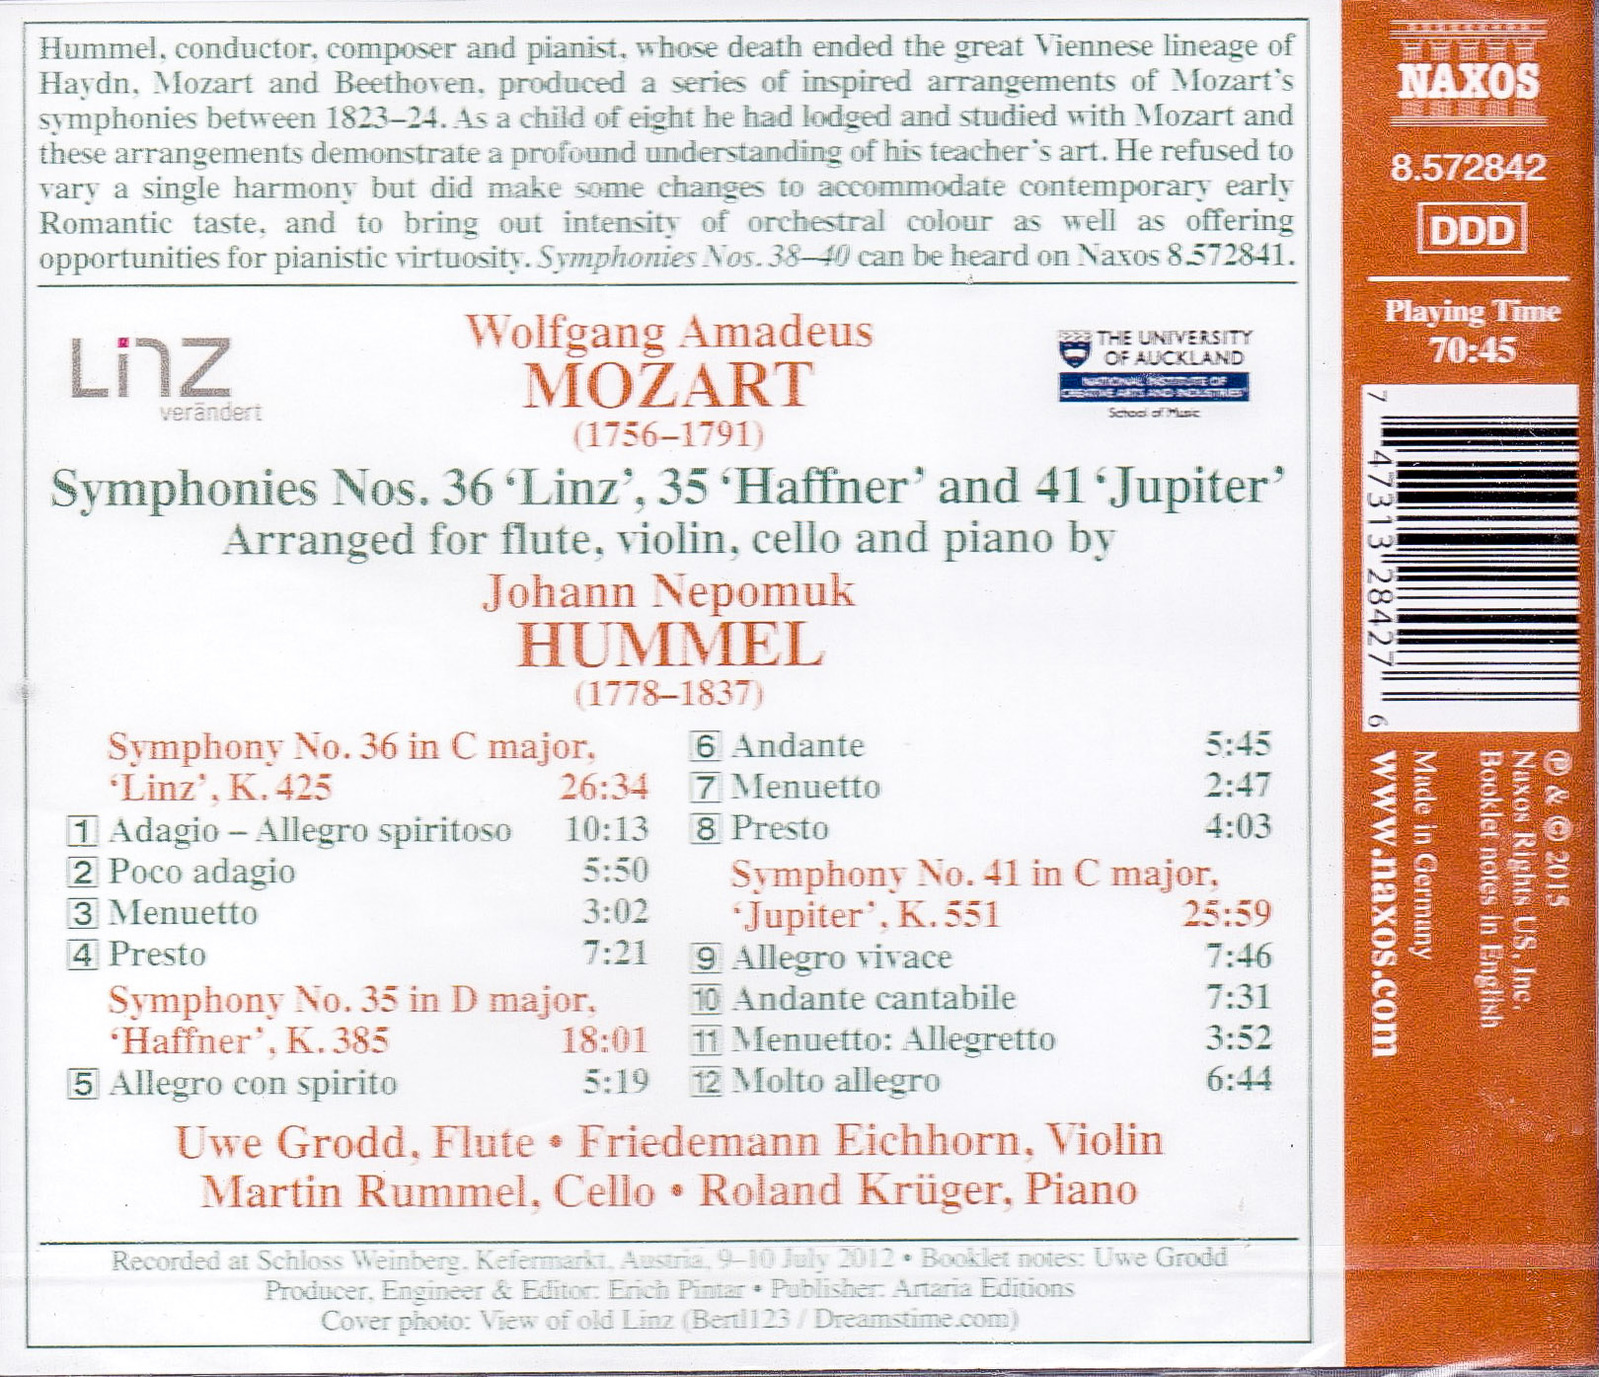 Hummel, conductor, composer and pianist, whose death ended the great Viennese lineage of
Haydn, Mozart and Beethoven, produced a series of inspired arrangements of Mozart's
symphonies between 1823–24. As a child of eight he had lodged and studied with Mozart and
these arrangements demonstrate a profound understanding of his teacher's art. He refused to
vary a single harmony but did make some changes to accommodate contemporary early
Romantic taste, and to bring out intensity of orchestral colour as well as offering
opportunities for pianistic virtuosity. Symphonies Nos. 38–40 can be heard on Naxos 8.572841.
Linz
verändert
Wolfgang Amadeus
MOZART
(1756–1791)
THE UNIVERSITY
OF AUCKLAND
NATIONAL INSTITUTE OF
CREATIVE ARTS AND INDUSTRIES
School of Music
Symphonies Nos. 36 ‘Linz’, 35 ‘Haffner’ and 41 ‘Jupiter’
Arranged for flute, violin, cello and piano by
Johann Nepomuk
HUMMEL
(1778–1837)
Symphony No. 36 in C major,
‘Linz’, K. 425 26:34
1 Adagio – Allegro spiritoso 10:13
2 Poco adagio 5:50
3 Menuetto 3:02
4 Presto 7:21
Symphony No. 35 in D major,
‘Haffner’, K. 385 18:01
5 Allegro con spirito 5:19
6 Andante 5:45
7 Menuetto 2:47
8 Presto 4:03
Symphony No. 41 in C major,
‘Jupiter’, K. 551 25:59
9 Allegro vivace 7:46
10 Andante cantabile 7:31
11 Menuetto: Allegretto 3:52
12 Molto allegro 6:44
Uwe Grodd, Flute • Friedemann Eichhorn, Violin
Martin Rummel, Cello • Roland Krüger, Piano
Recorded at Schloss Weinberg, Kefermarkt, Austria, 9–10 July 2012 • Booklet notes: Uwe Grodd
Producer, Engineer & Editor: Erich Pintar • Publisher: Artaria Editions
Cover photo: View of old Linz (Bertl123 / Dreamstime.com)
NAXOS
8.572842
DDD
Playing Time
70:45
7 47313 28427 6
℗ & © 2015
Naxos Rights US, Inc.
Booklet notes in English
Made in Germany
www.naxos.com